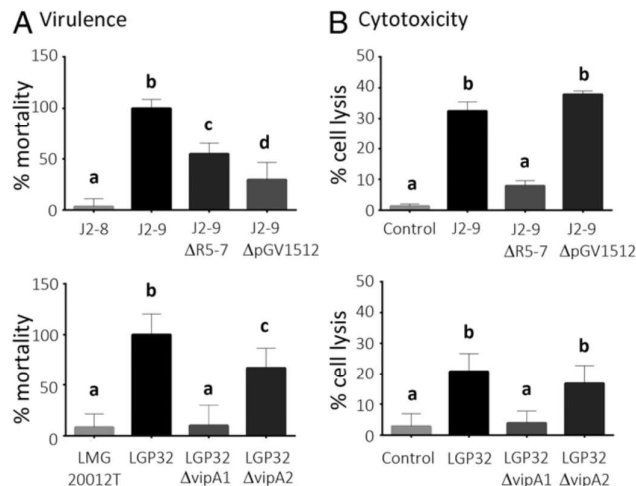 A Virulence
B Cytotoxicity
% mortality
150
100
50
0
a
b
c
d
J2-8
J2-9
J2-9
ΔR5-7
J2-9
ΔpGV1512
% cell lysis
50
40
30
20
10
0
a
b
a
b
Control
J2-9
J2-9
ΔR5-7
J2-9
ΔpGV1512
% mortality
150
100
50
0
a
b
a
c
LMG
20012T
LGP32
LGP32
ΔvipA1
LGP32
ΔvipA2
% cell lysis
50
40
30
20
10
0
a
b
a
b
Control
LGP32
LGP32
ΔvipA1
LGP32
ΔvipA2